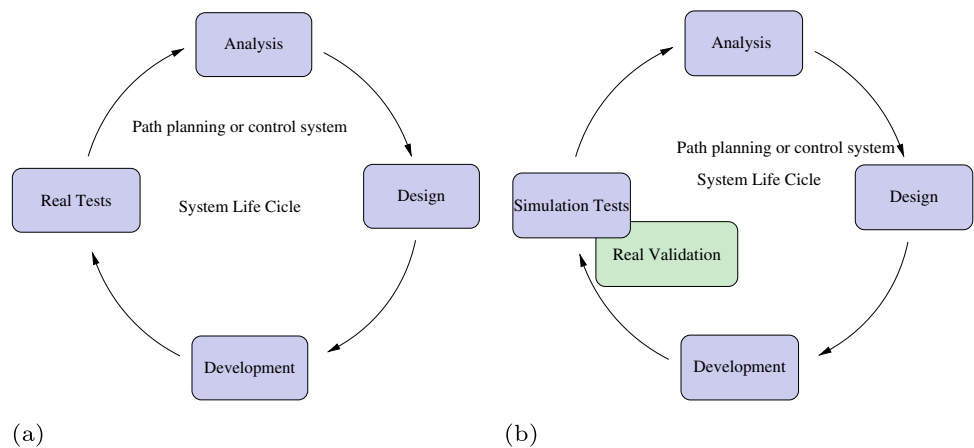 Analysis
Path planning or control system
Real Tests
System Life Cicle
Design
Development
(a)
Analysis
Path planning or control system
System Life Cicle
Simulation Tests
Design
Real Validation
Development
(b)